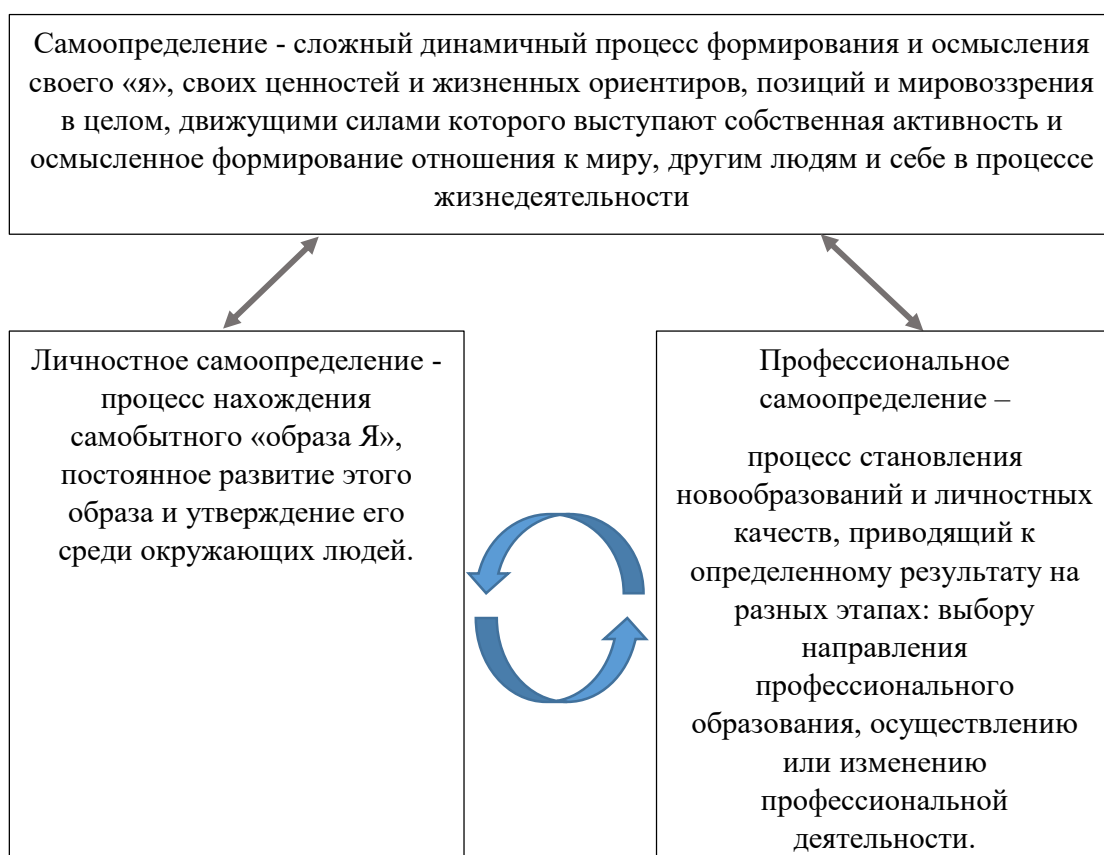 Самоопределение - сложный динамичный процесс формирования и осмысления
своего «я», своих ценностей и жизненных ориентиров, позиций и мировоззрения
в целом, движущими силами которого выступают собственная активность и
осмысленное формирование отношения к миру, другим людям и себе в процессе
жизнедеятельности
Личностное самоопределение -
процесс нахождения
самобытного «образа Я»,
постоянное развитие этого
образа и утверждение его
среди окружающих людей.
Профессиональное
самоопределение –
процесс становления
новообразований и личностных
качеств, приводящий к
определенному результату на
разных этапах: выбору
направления
профессионального
образования, осуществлению
или изменению
профессиональной
деятельности.